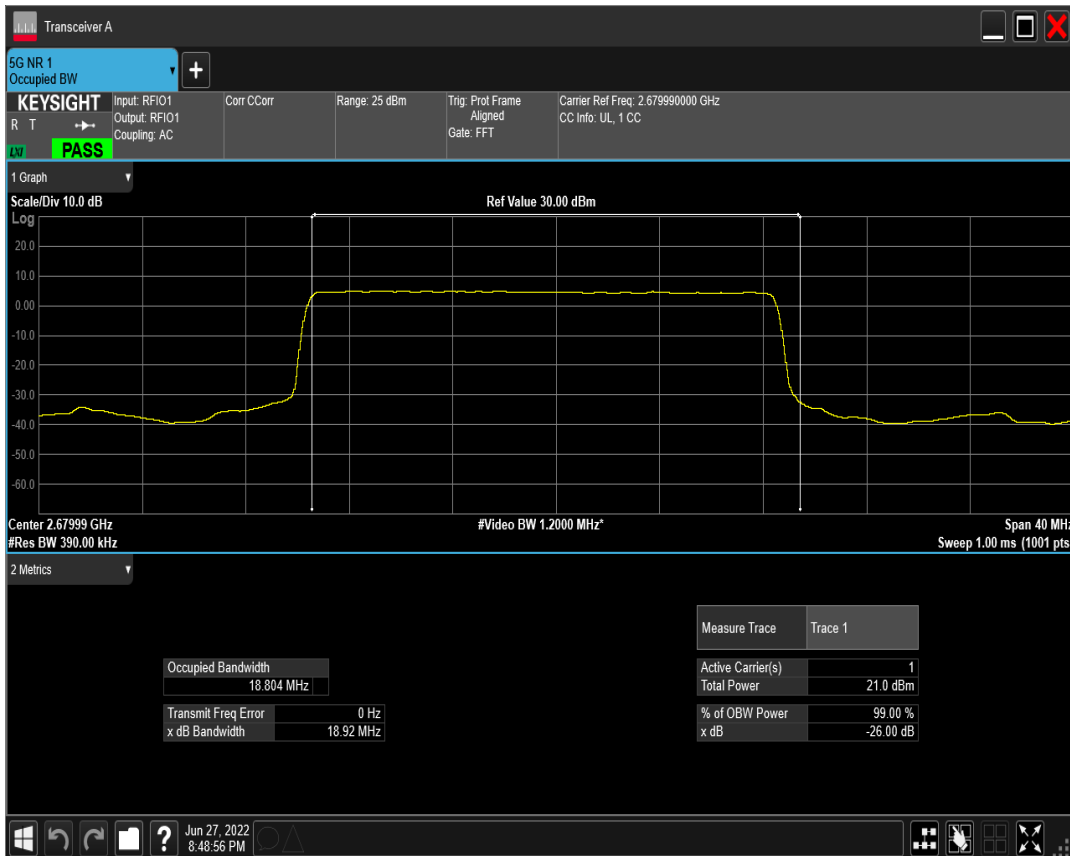 Transceiver A
5G NR 1
Occupied BW
KEYSIGHT
R T
LXI
PASS
Input: RFIO1
Output: RFIO1
Coupling: AC
Corr CCorr
Range: 25 dBm
Trig: Prot Frame
Aligned
Gate: FFT
Carrier Ref Freq: 2.679990000 GHz
CC Info: UL, 1 CC
1 Graph
Scale/Div 10.0 dB
Ref Value 30.00 dBm
Log
20.0
10.0
0.00
-10.0
-20.0
-30.0
-40.0
-50.0
-60.0
Center 2.67999 GHz
#Video BW 1.2000 MHz*
Span 40 MHz
#Res BW 390.00 kHz
Sweep 1.00 ms (1001 pts
2 Metrics
Measure Trace Trace 1
Occupied Bandwidth
18.804 MHz
Active Carrier(s) 1
Total Power 21.0 dBm
Transmit Freq Error 0 Hz
x dB Bandwidth 18.92 MHz
% of OBW Power 99.00 %
x dB -26.00 dB
?
Jun 27, 2022
8:48:56 PM